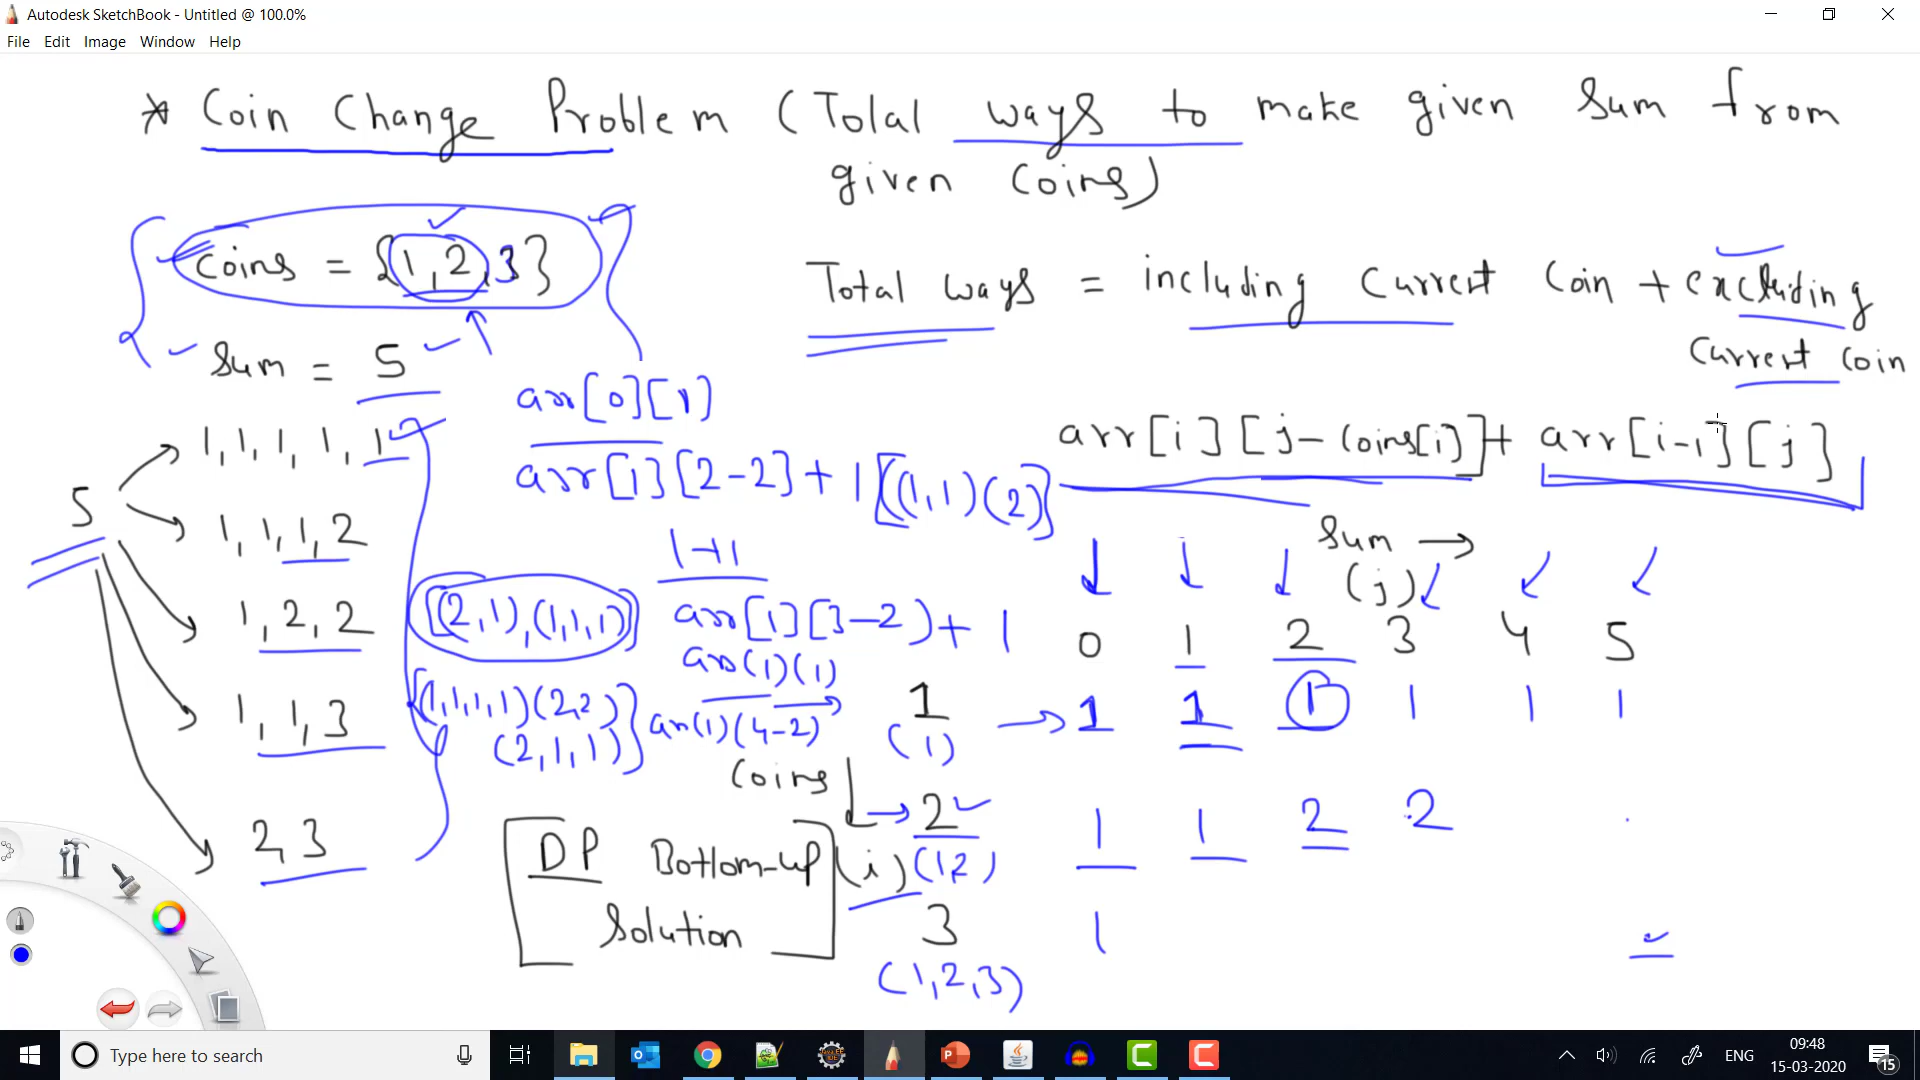 Autodesk SketchBook - Untitled @ 100.0%
File Edit Image Window Help
* Coin Change Problem (Total ways to make given sum from
given coins)
Coins = {1,2,3}
Total ways = including current coin + excluding
current coin
Sum = 5
arr[0][1]
arr[i][j-coins[i]] + arr[i-1][j]
1, 1, 1, 1, 1
arr[1][2-2] + 1 [(1,1)(2)]
5
1, 1, 1, 2
1+1
Sum →
(j)
1, 2, 2
[(2,1),(1,1,1)]
arr[1][3-2] + 1
arr(1)(1)
0 1 2 3 4 5
1, 1, 3
{(1,1,1,1)(2,2)
(2,1,1)}
arr(1)(4-2)
1 → 1 1 1 1 1 1
(1)
Coins
→ 2 1 1 2 2
(1,2)
2, 3
DP Bottom-up
Solution
(i)
3 1
(1,2,3)
Type here to search
ENG
09:48
15-03-2020
15